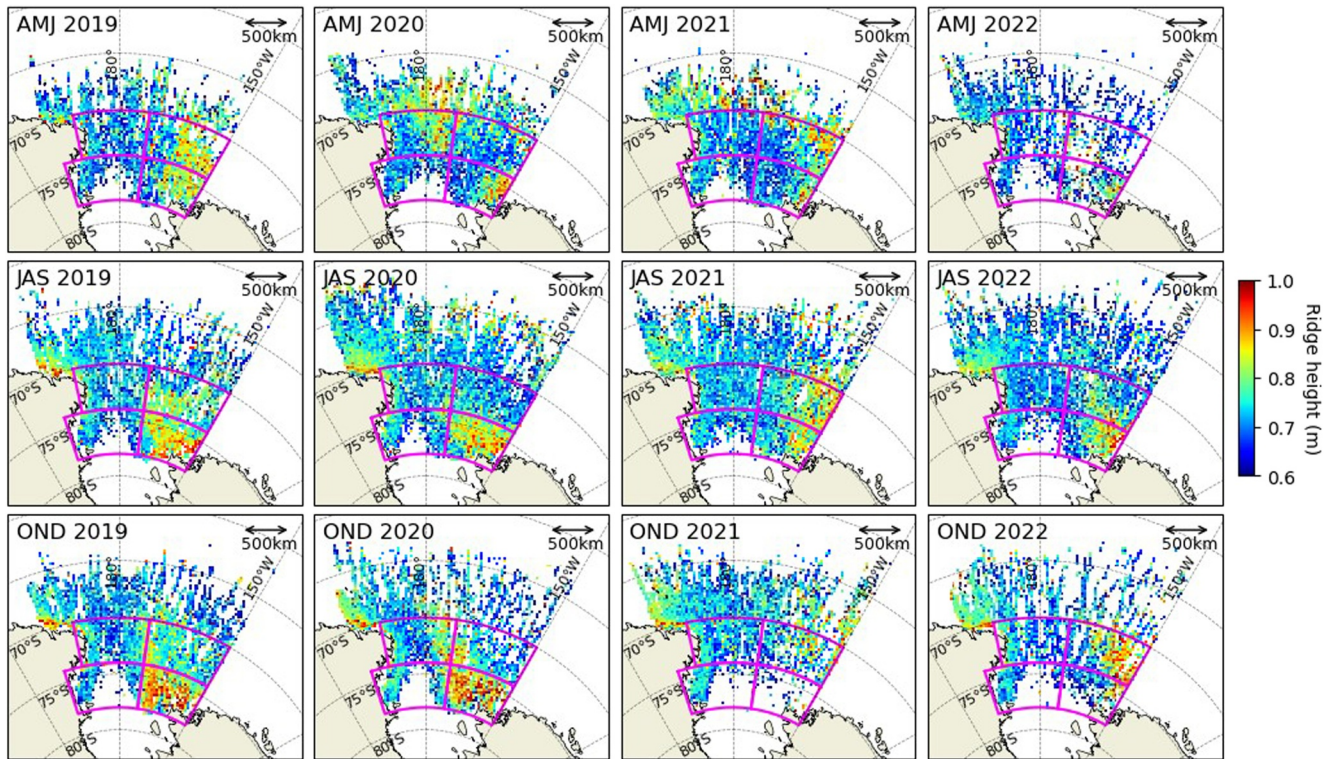 AMJ 2019
500km
180°
150°W
70°S
75°S
80°S
AMJ 2020
500km
180°
150°W
70°S
75°S
80°S
AMJ 2021
500km
180°
150°W
70°S
75°S
80°S
AMJ 2022
500km
180°
150°W
70°S
75°S
80°S
JAS 2019
500km
180°
150°W
70°S
75°S
80°S
JAS 2020
500km
180°
150°W
70°S
75°S
80°S
JAS 2021
500km
180°
150°W
70°S
75°S
80°S
JAS 2022
500km
180°
150°W
70°S
75°S
80°S
1.0
0.9
0.8
0.7
0.6
Ridge height (m)
OND 2019
500km
180°
150°W
70°S
75°S
80°S
OND 2020
500km
180°
150°W
70°S
75°S
80°S
OND 2021
500km
180°
150°W
70°S
75°S
80°S
OND 2022
500km
180°
150°W
70°S
75°S
80°S